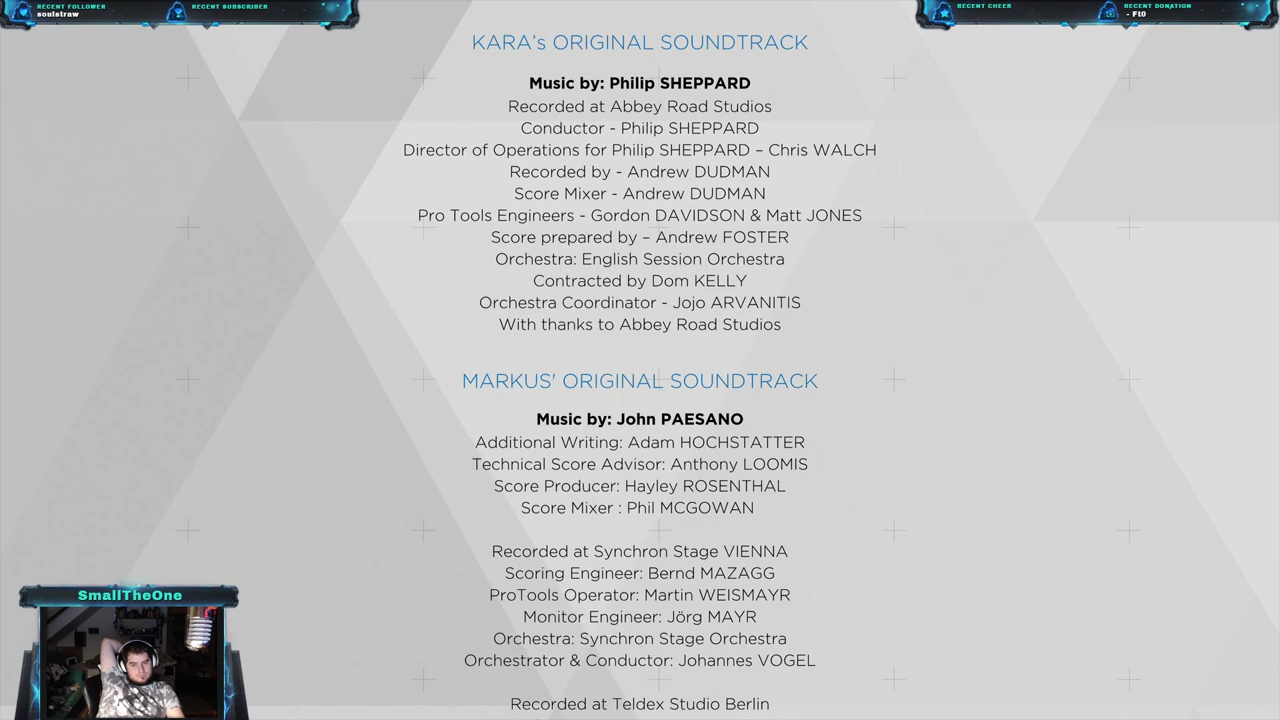 RECENT FOLLOWER
soulstraw
RECENT SUBSCRIBER
RECENT CHEER
RECENT DONATION
- Ft0
KARA's ORIGINAL SOUNDTRACK
Music by: Philip SHEPPARD
Recorded at Abbey Road Studios
Conductor - Philip SHEPPARD
Director of Operations for Philip SHEPPARD – Chris WALCH
Recorded by - Andrew DUDMAN
Score Mixer - Andrew DUDMAN
Pro Tools Engineers - Gordon DAVIDSON & Matt JONES
Score prepared by – Andrew FOSTER
Orchestra: English Session Orchestra
Contracted by Dom KELLY
Orchestra Coordinator - Jojo ARVANITIS
With thanks to Abbey Road Studios
MARKUS' ORIGINAL SOUNDTRACK
Music by: John PAESANO
Additional Writing: Adam HOCHSTATTER
Technical Score Advisor: Anthony LOOMIS
Score Producer: Hayley ROSENTHAL
Score Mixer : Phil MCGOWAN
Recorded at Synchron Stage VIENNA
Scoring Engineer: Bernd MAZAGG
ProTools Operator: Martin WEISMAYR
Monitor Engineer: Jörg MAYR
Orchestra: Synchron Stage Orchestra
Orchestrator & Conductor: Johannes VOGEL
Recorded at Teldex Studio Berlin
SmallTheOne